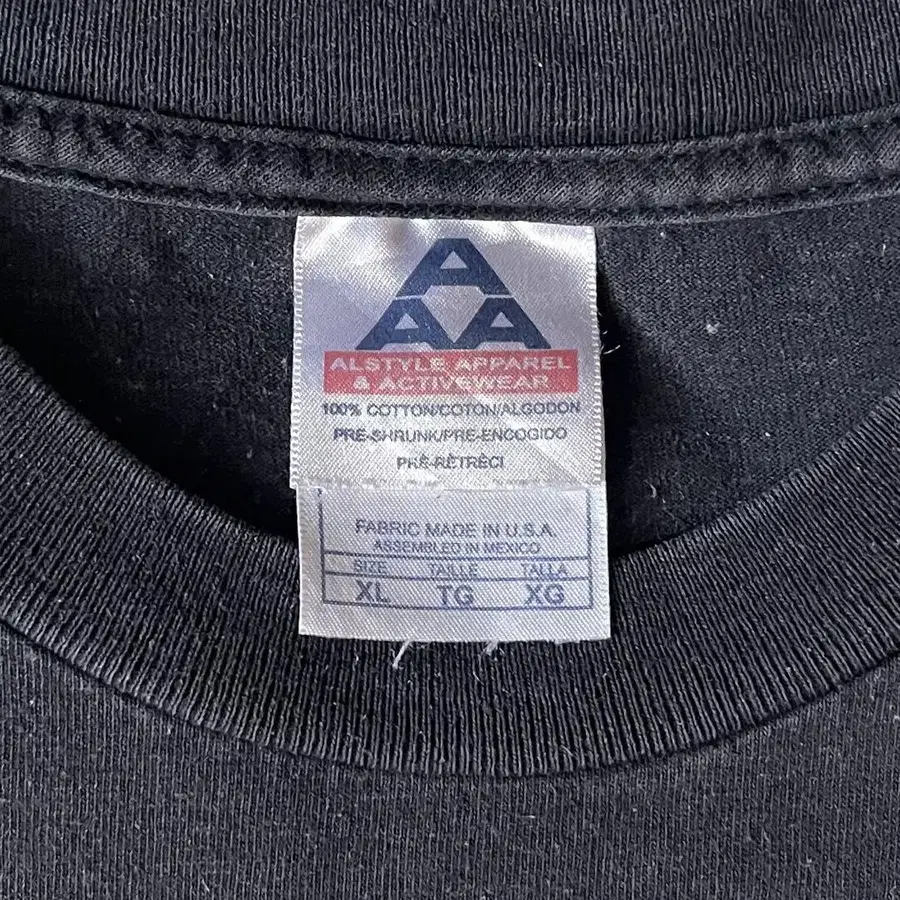 A
AA
ALSTYLE APPAREL
& ACTIVEWEAR
100% COTTON/COTON/ALGODON
PRE-SHRUNK/PRE-ENCOGIDO
PRÉ-RÉTRÉCI
FABRIC MADE IN U.S.A.
ASSEMBLED IN MEXICO
SIZE TAILLE TALLA
XL TG XG